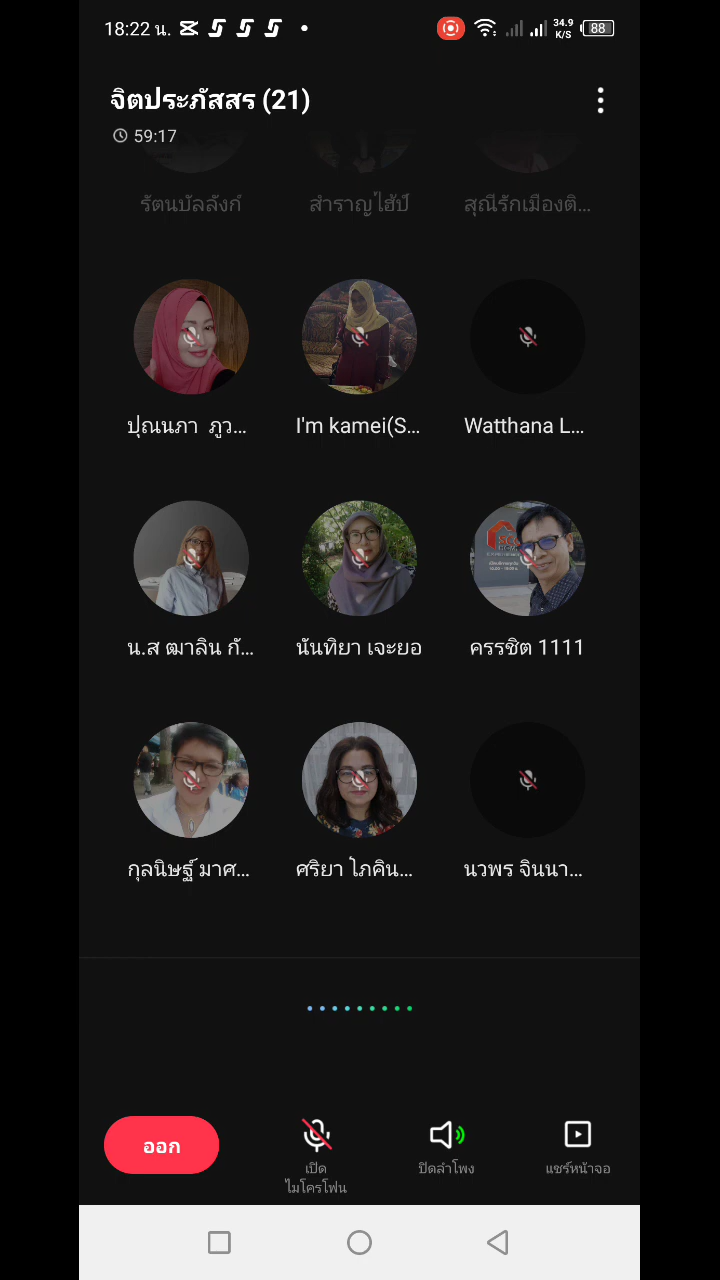 18:22 น.
34.9 K/S
88
จิตประภัสสร (21)
59:17
รัตนบัลลังก์ สำราญไฮ้ป์ สุณีรักเมืองต...
ปุณนภา ภูว... I'm kamei(S... Watthana L...
น.ส ฒาลิน กั... นันทิยา เจะยอ ครรชิต 1111
กุลนิษฐ์ มาศ... ศริยา โภคิน... นวพร จินนา...
ออก
เปิด ปิดลำโพง แชร์หน้าจอ
ไมโครโฟน